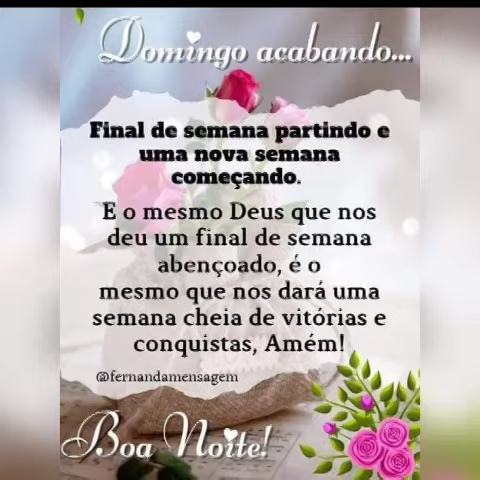 Domingo acabando...
Final de semana partindo e
uma nova semana
começando.
E o mesmo Deus que nos
deu um final de semana
abençoado, é o
mesmo que nos dará uma
semana cheia de vitórias e
conquistas, Amém!
@fernandamensagem
Boa Noite!